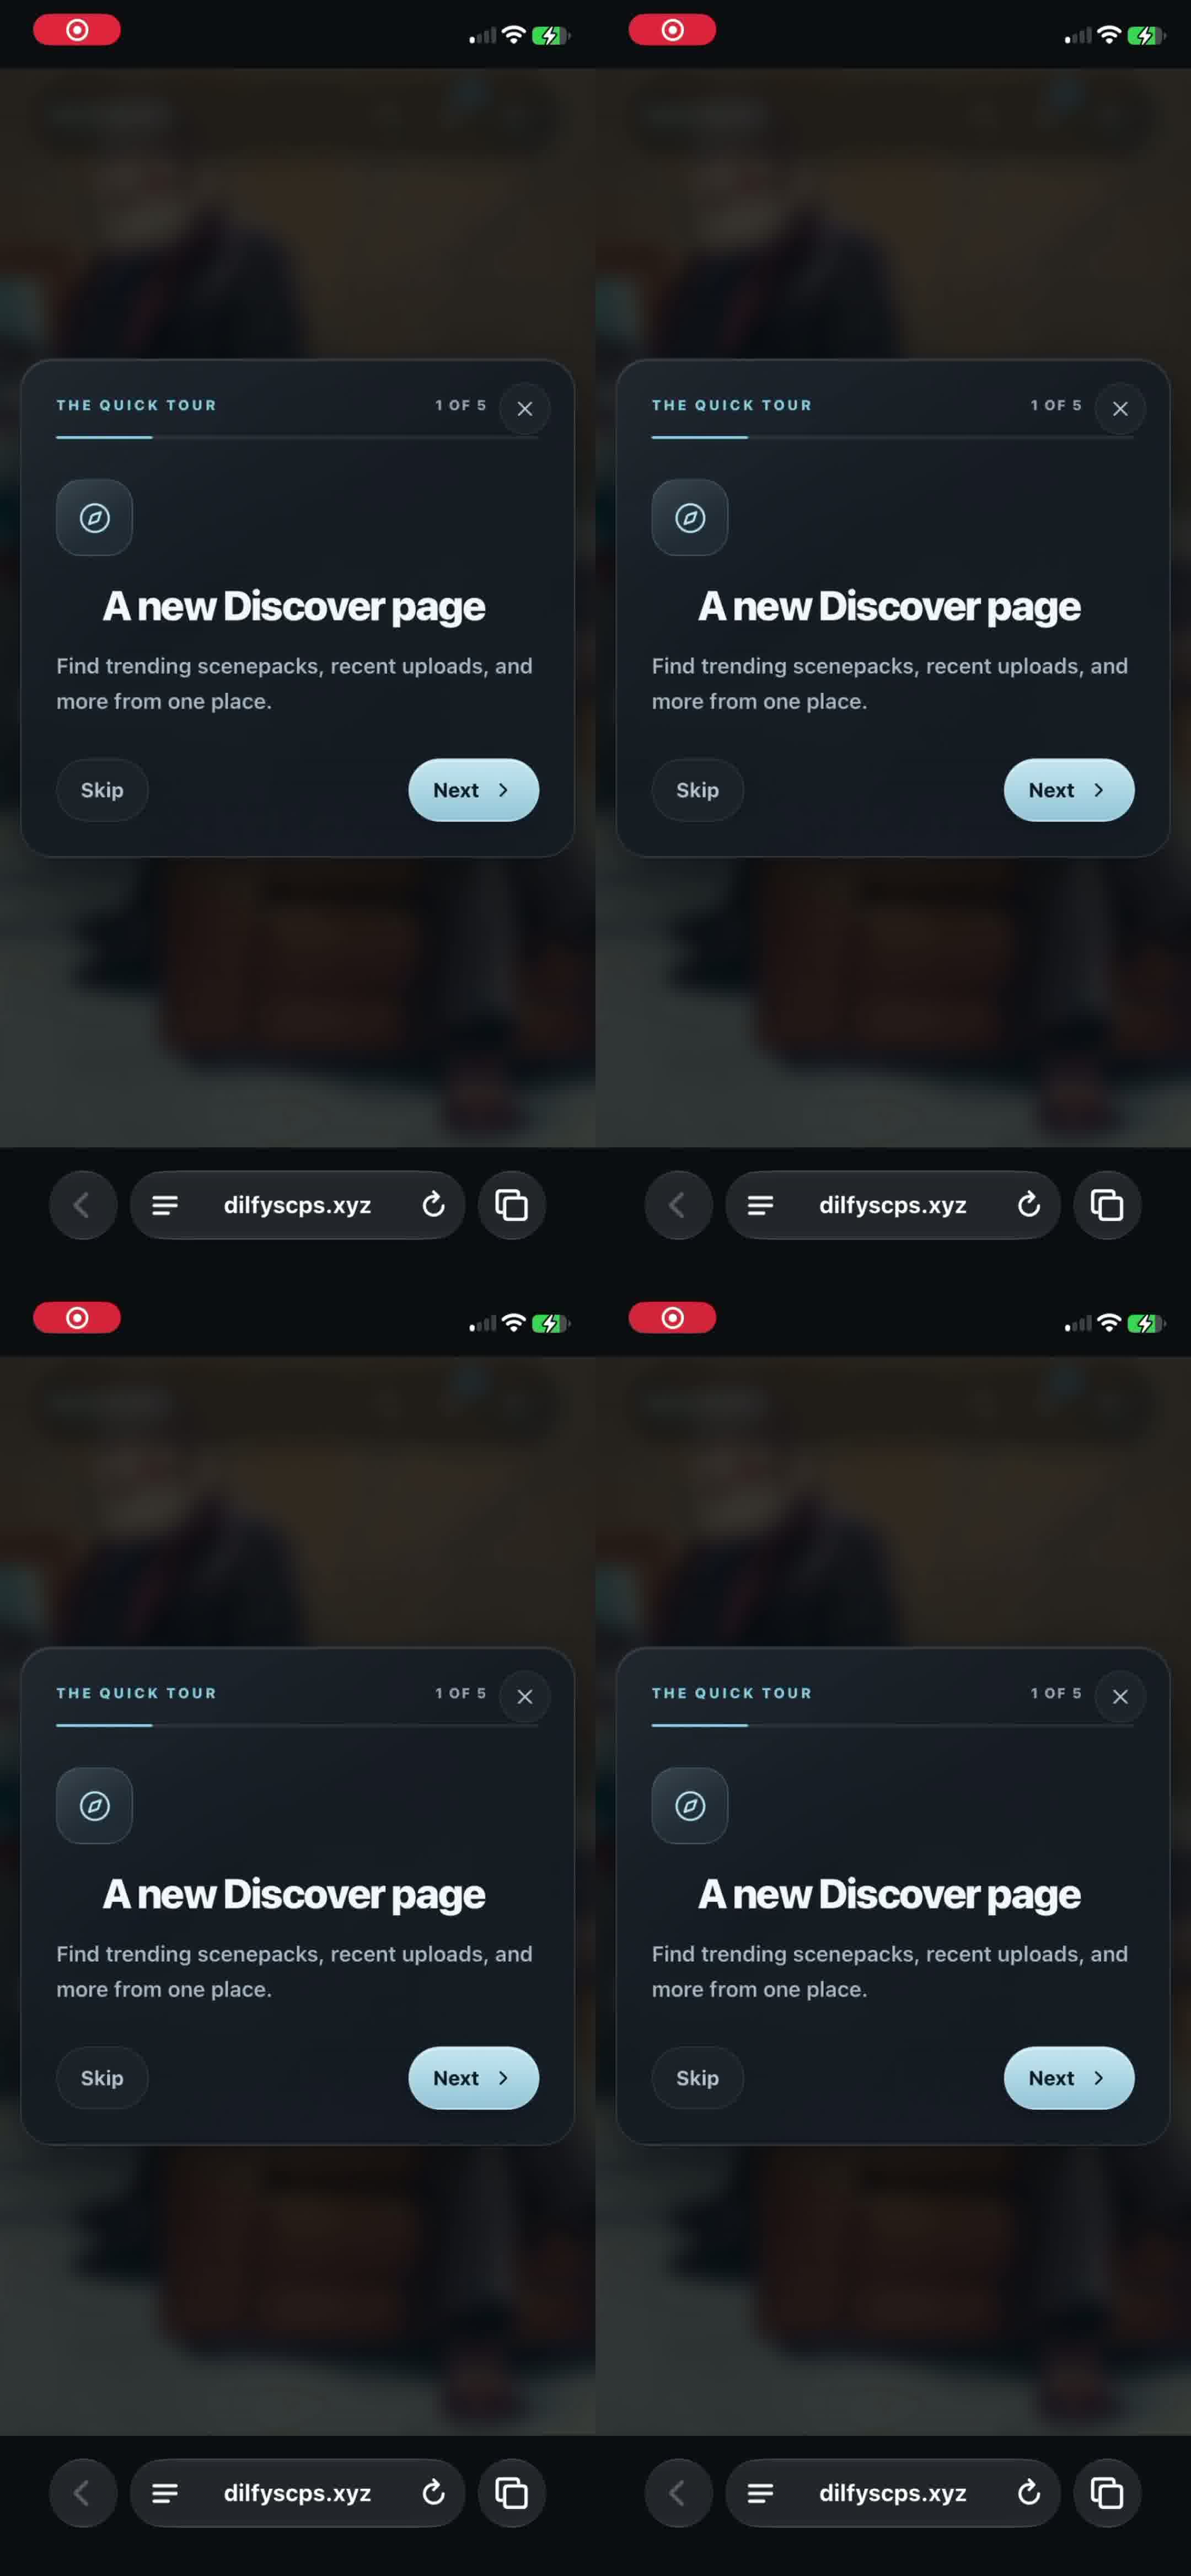 THE QUICK TOUR 1 OF 5
A new Discover page
Find trending scenepacks, recent uploads, and
more from one place.
Skip Next
dilfyscps.xyz
THE QUICK TOUR 1 OF 5
A new Discover page
Find trending scenepacks, recent uploads, and
more from one place.
Skip Next
dilfyscps.xyz
THE QUICK TOUR 1 OF 5
A new Discover page
Find trending scenepacks, recent uploads, and
more from one place.
Skip Next
dilfyscps.xyz
THE QUICK TOUR 1 OF 5
A new Discover page
Find trending scenepacks, recent uploads, and
more from one place.
Skip Next
dilfyscps.xyz